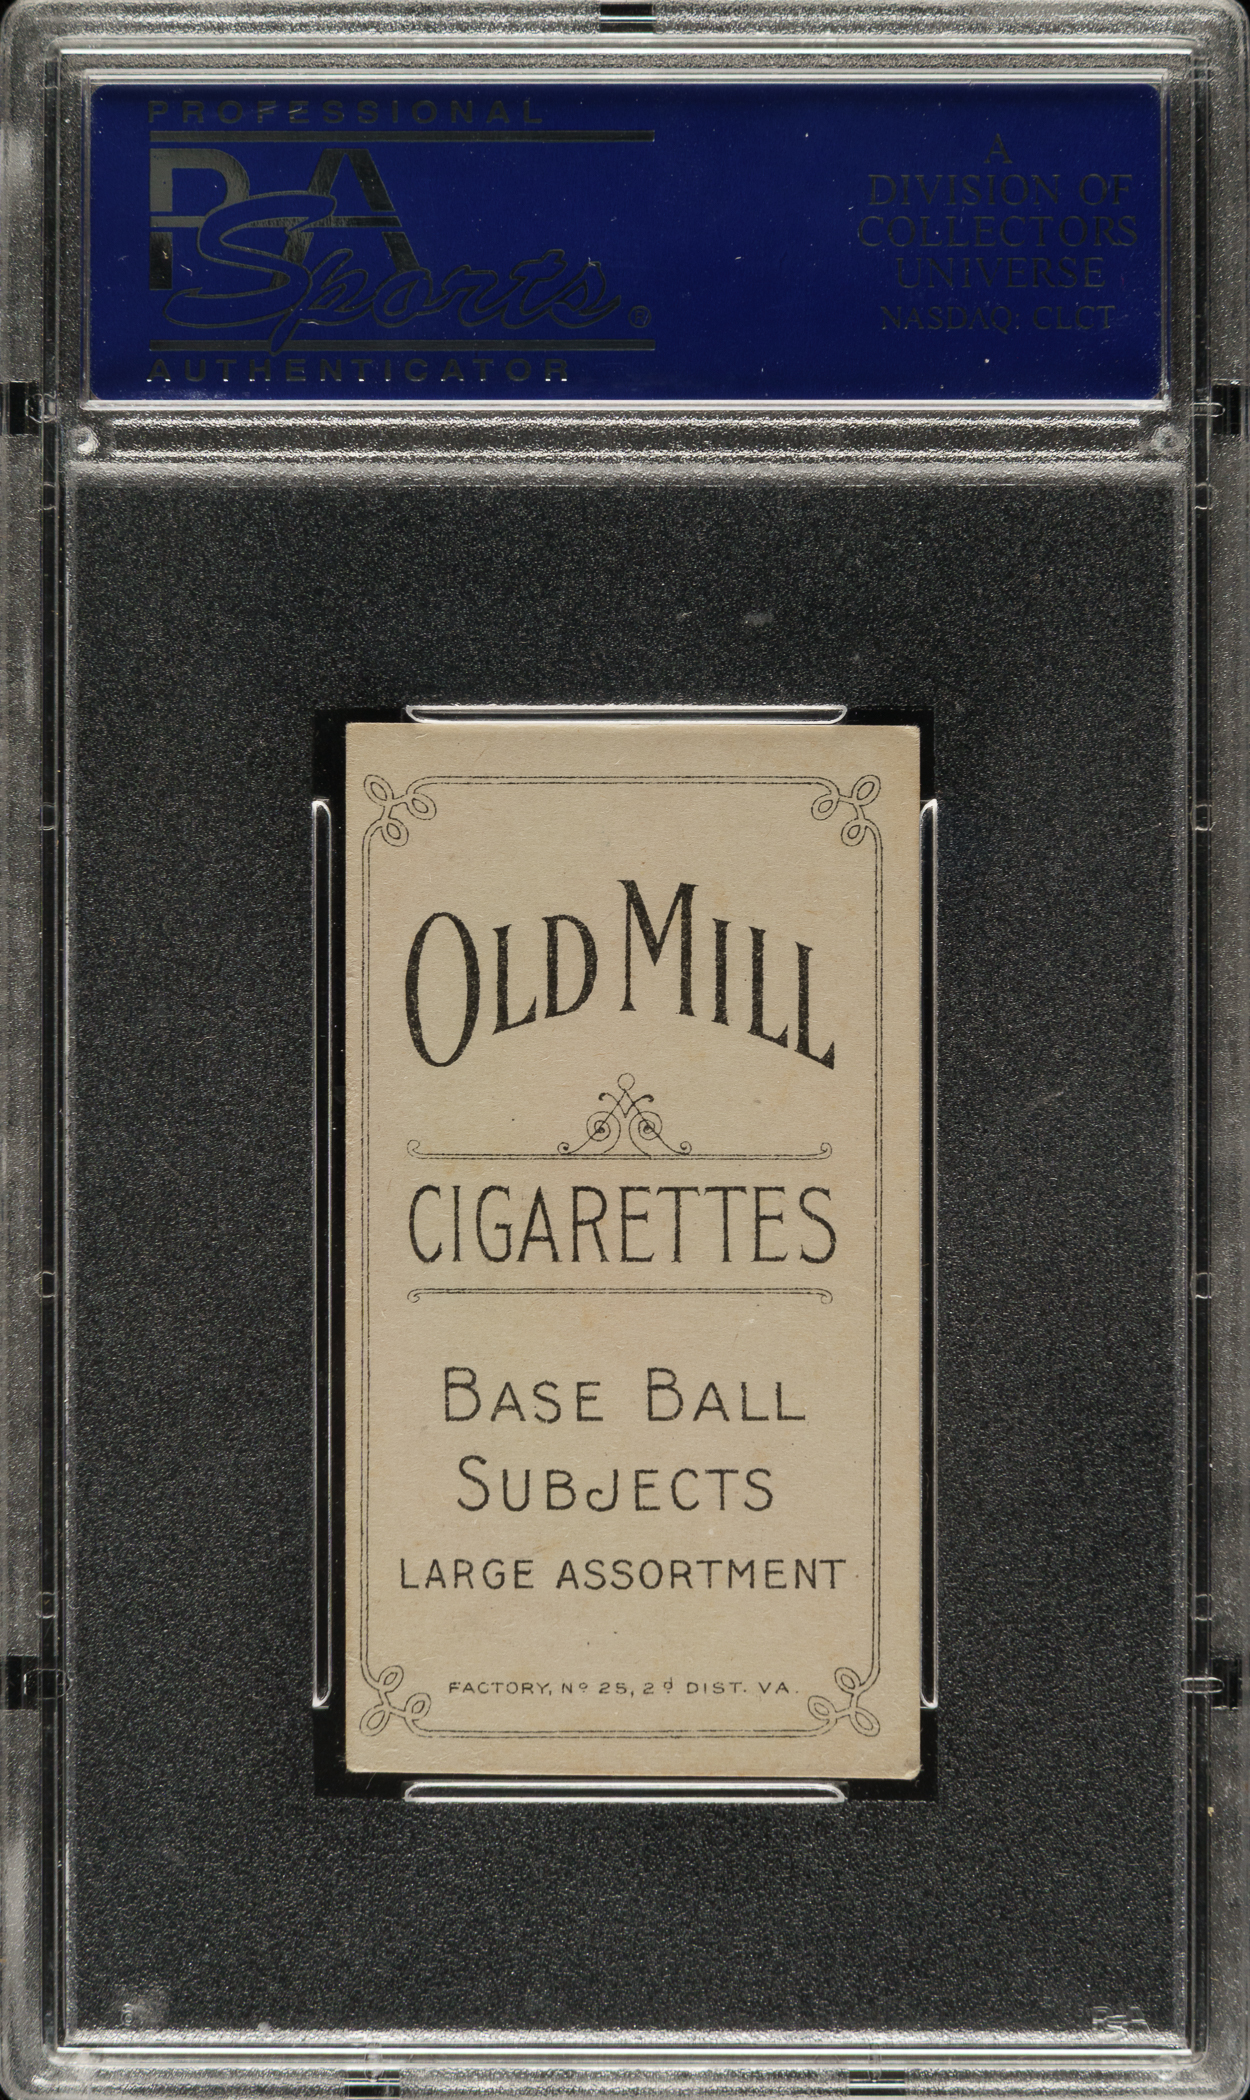 PROFESSIONAL
PSA
Sports®
AUTHENTICATOR
A
DIVISION OF
COLLECTORS
UNIVERSE
NASDAQ: CLCT
OLD MILL
CIGARETTES
BASE BALL
SUBJECTS
LARGE ASSORTMENT
FACTORY, Nº 25, 2ᵈ DIST. VA.
PSA